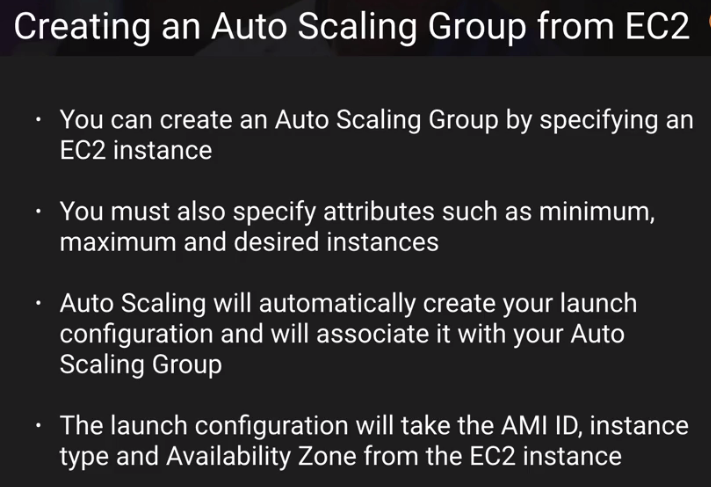 Creating an Auto Scaling Group from EC2
• You can create an Auto Scaling Group by specifying an
EC2 instance
• You must also specify attributes such as minimum,
maximum and desired instances
• Auto Scaling will automatically create your launch
configuration and will associate it with your Auto
Scaling Group
• The launch configuration will take the AMI ID, instance
type and Availability Zone from the EC2 instance